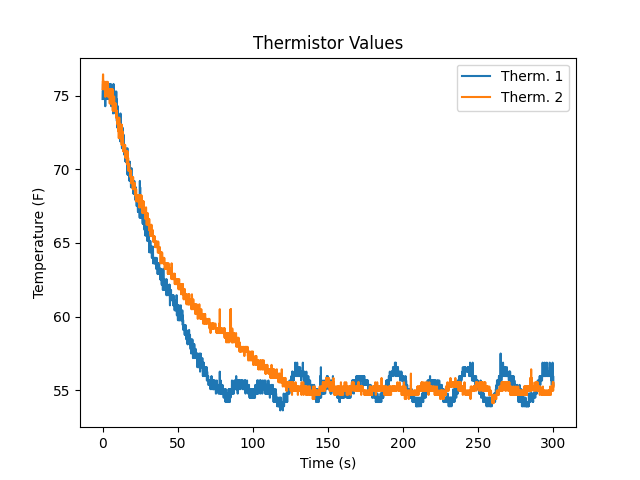 Thermistor Values
Therm. 1
Therm. 2
Temperature (F)
75
70
65
60
55
0
50
100
150
200
250
300
Time (s)